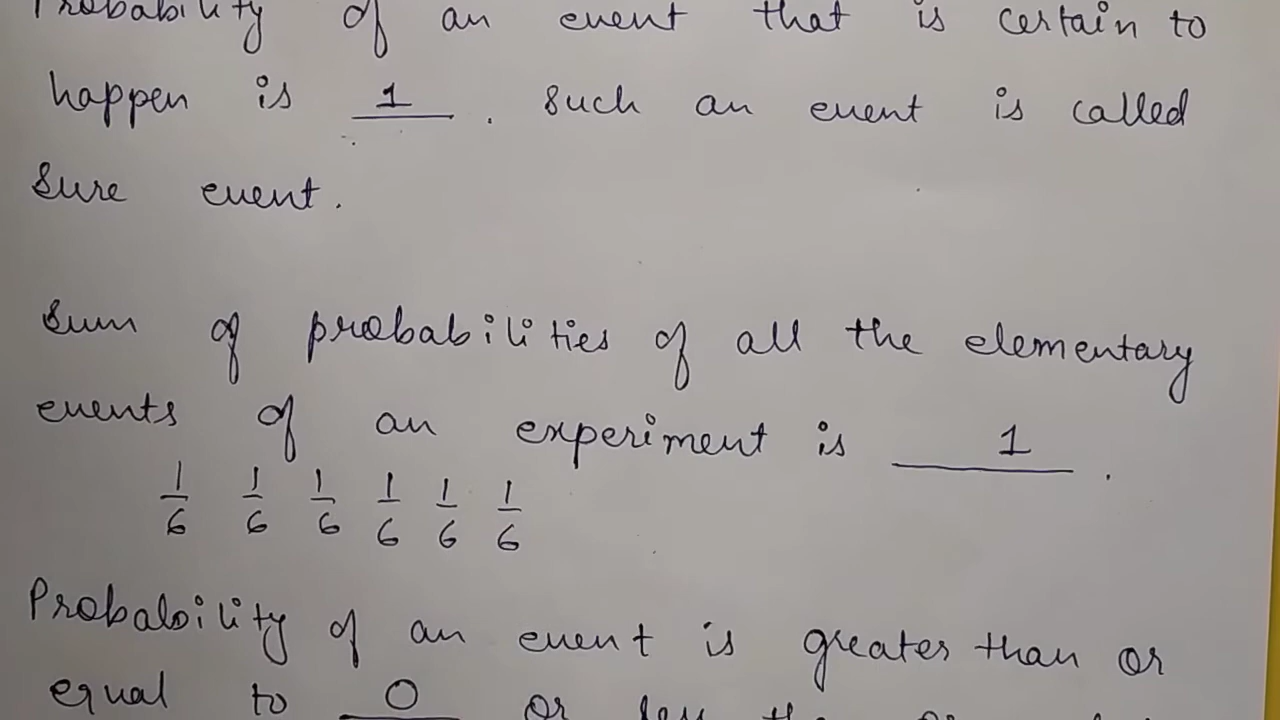 Probability of an event that is certain to
happen is 1. Such an event is called
Sure event.
Sum of probabilities of all the elementary
events of an experiment is 1.
1/6 1/6 1/6 1/6 1/6 1/6
Probability of an event is greater than or
equal to 0 or